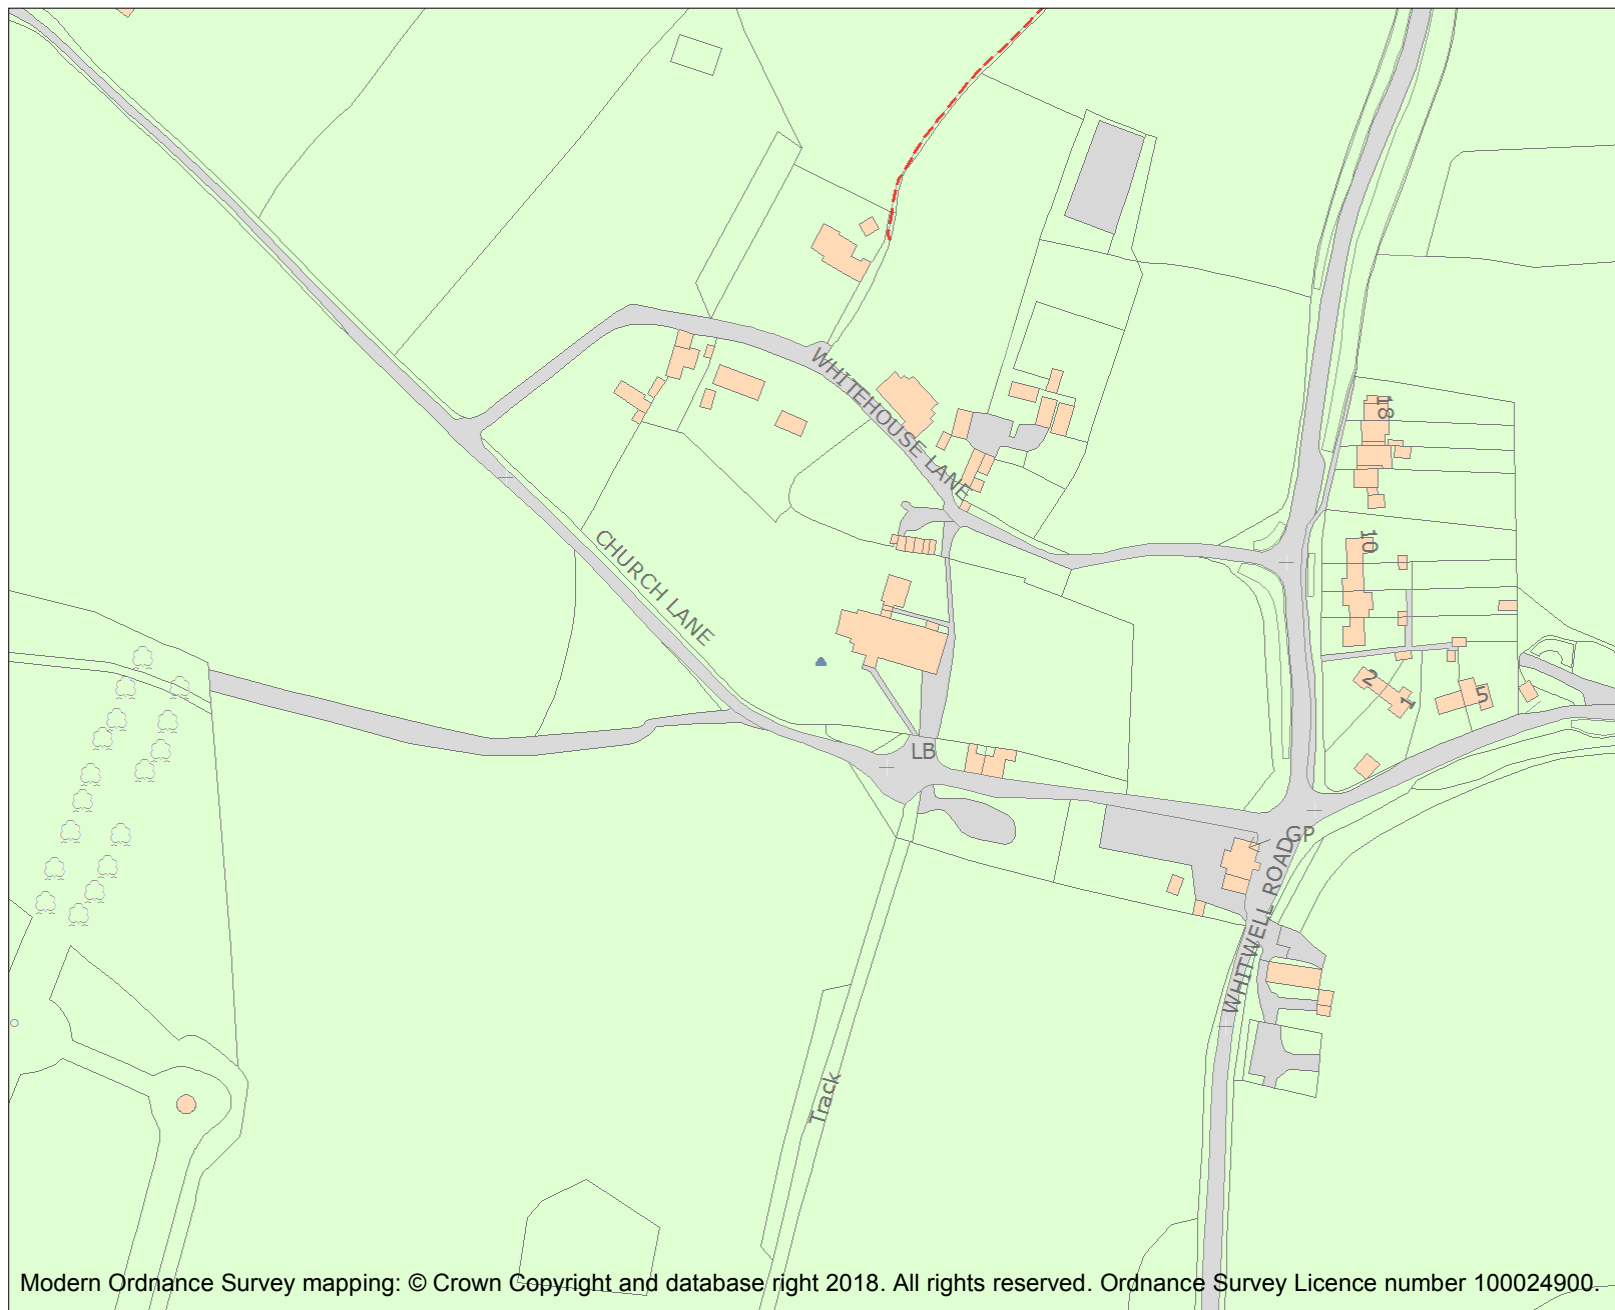 WHITEHOUSE LANE
18
10
CHURCH LANE
2
1
5
LB
GP
WHITWELL ROAD
Track
Modern Ordnance Survey mapping: © Crown Copyright and database right 2018. All rights reserved. Ordnance Survey Licence number 100024900.